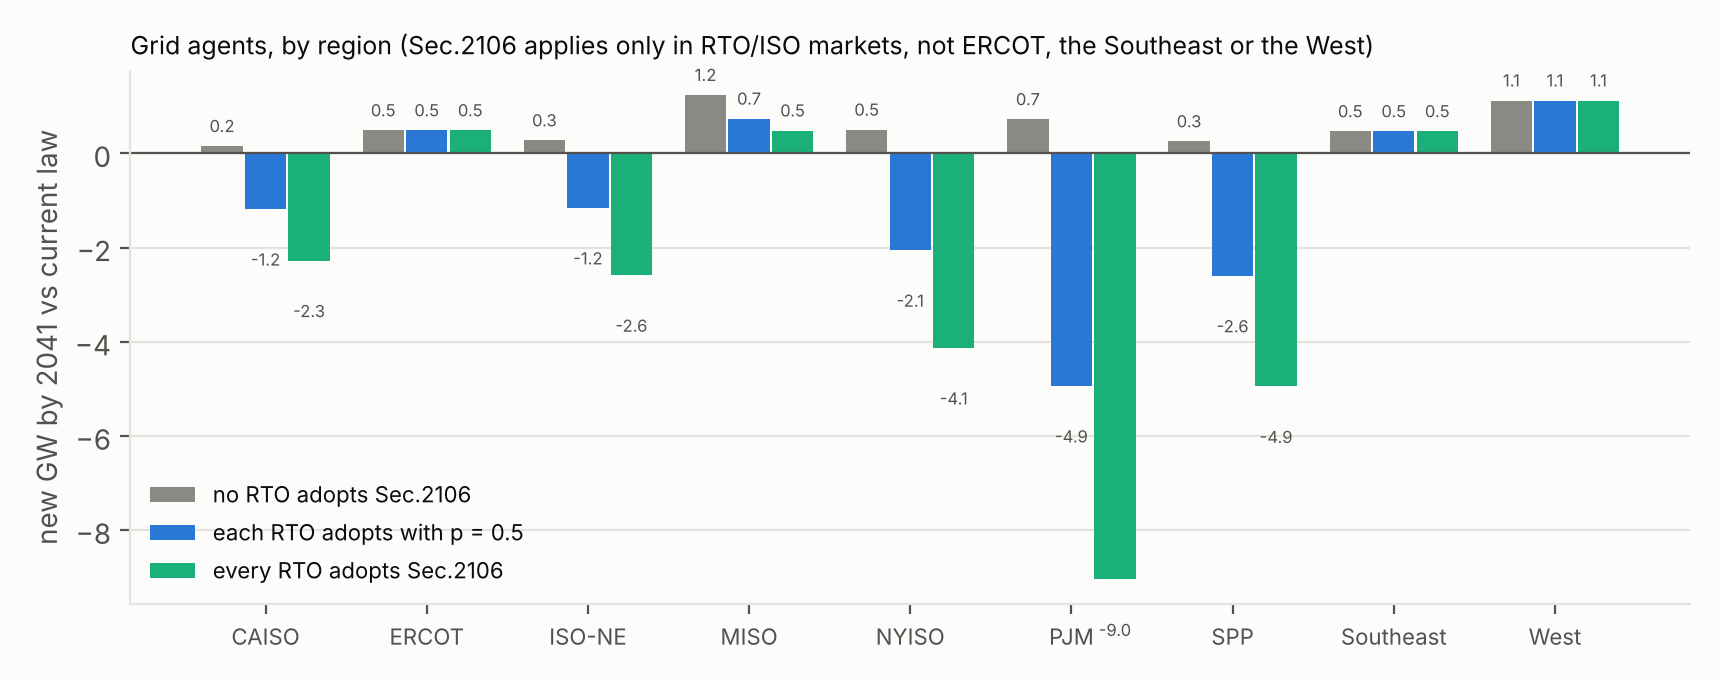 Grid agents, by region (Sec.2106 applies only in RTO/ISO markets, not ERCOT, the Southeast or the West)
new GW by 2041 vs current law
0
−2
−4
−6
−8
0.2
-1.2
-2.3
0.5
0.5
0.5
0.3
-1.2
-2.6
1.2
0.7
0.5
0.5
-2.1
-4.1
0.7
-4.9
-9.0
0.3
-2.6
-4.9
0.5
0.5
0.5
1.1
1.1
1.1
no RTO adopts Sec.2106
each RTO adopts with p = 0.5
every RTO adopts Sec.2106
CAISO
ERCOT
ISO-NE
MISO
NYISO
PJM
SPP
Southeast
West